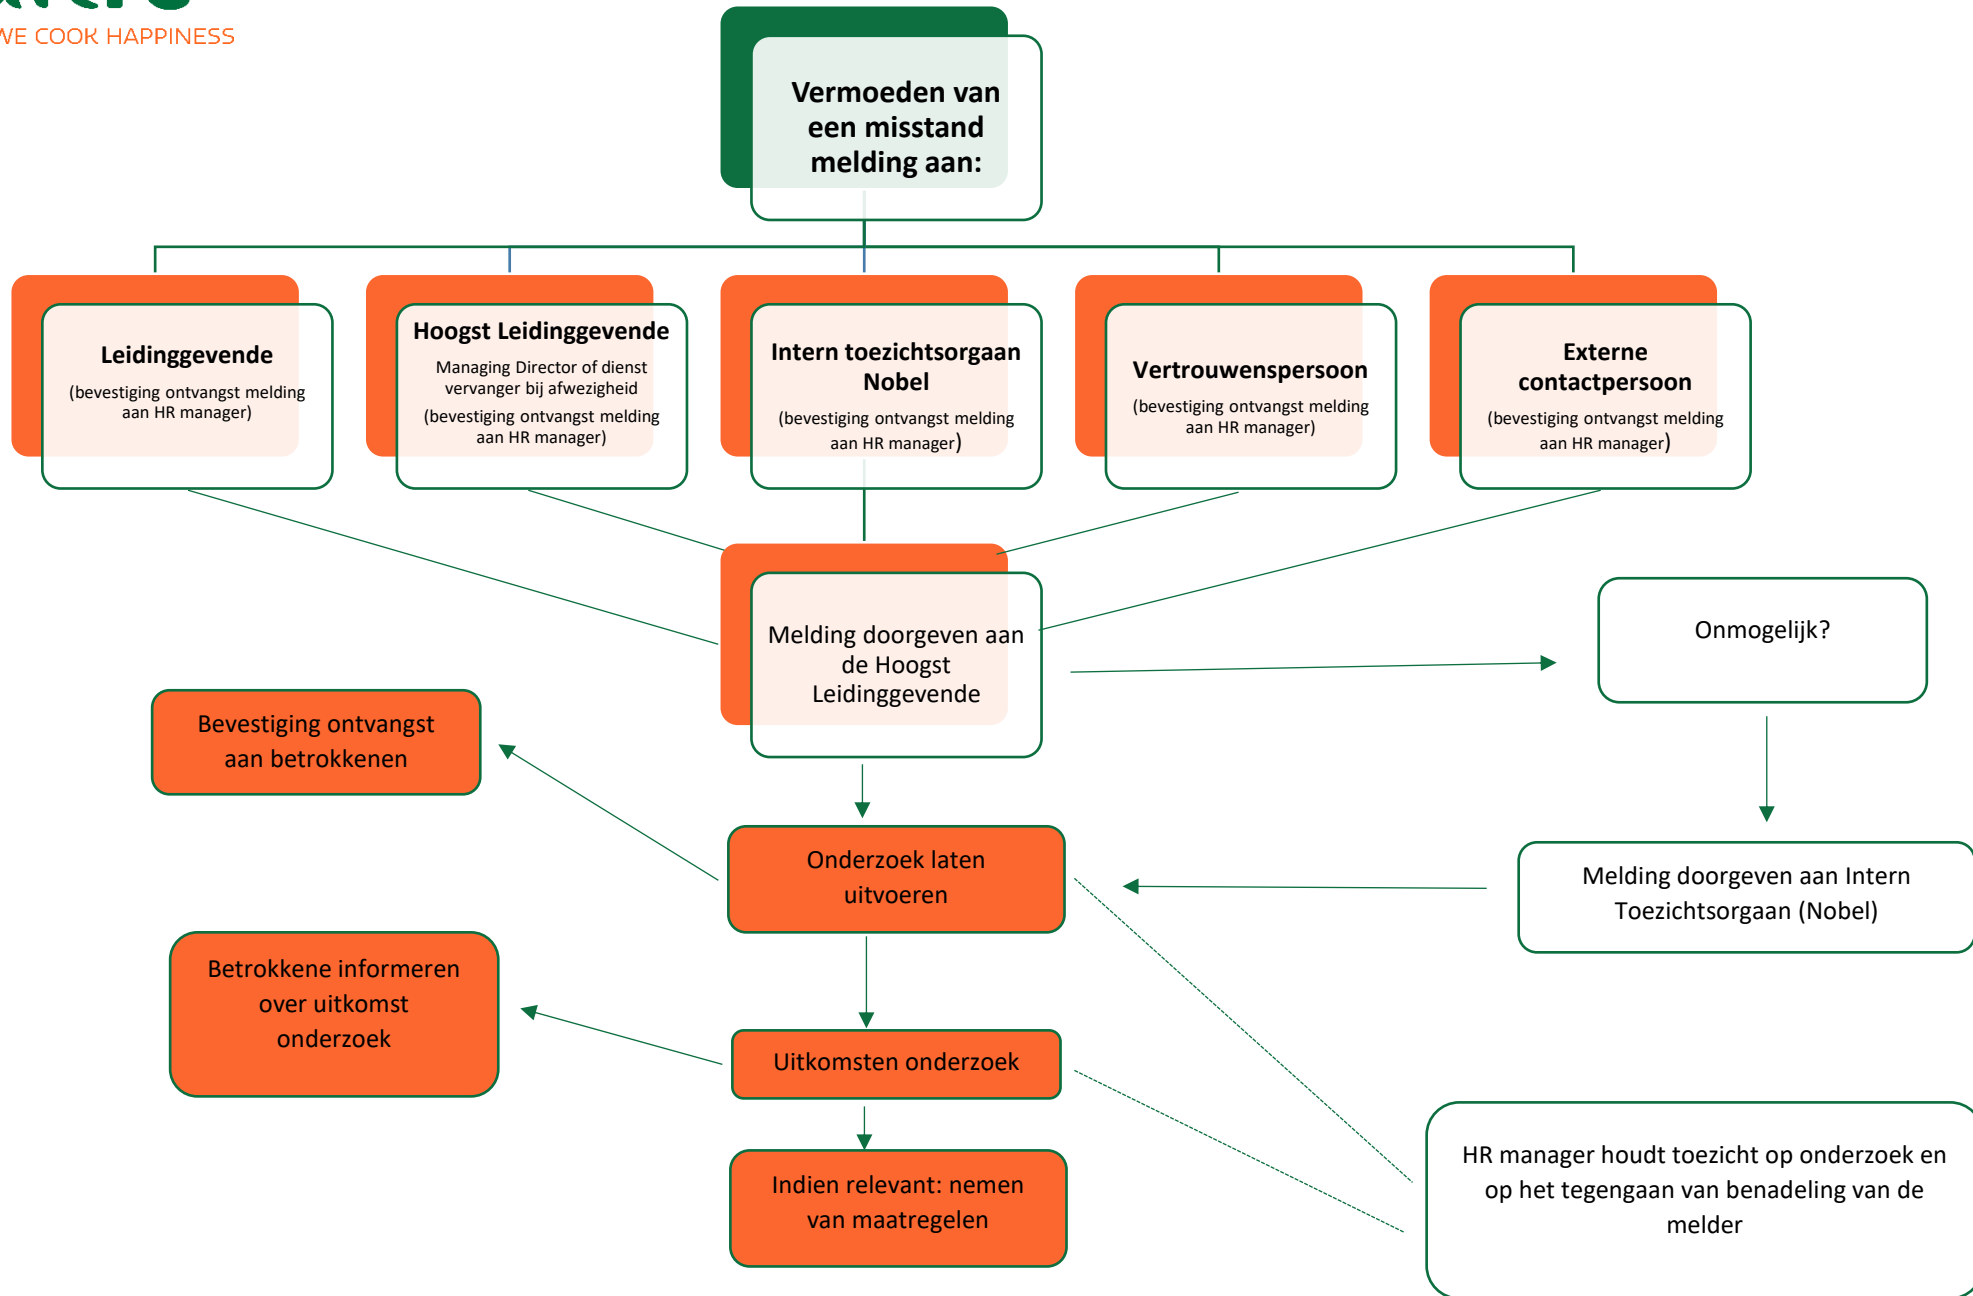 WE COOK HAPPINESS
Vermoeden van
een misstand
melding aan:
Leidinggevende
(bevestiging ontvangst melding
aan HR manager)
Hoogst Leidinggevende
Managing Director of dienst
vervanger bij afwezigheid
(bevestiging ontvangst melding
aan HR manager)
Intern toezichtsorgaan
Nobel
(bevestiging ontvangst melding
aan HR manager)
Vertrouwenspersoon
(bevestiging ontvangst melding
aan HR manager)
Externe
contactpersoon
(bevestiging ontvangst melding
aan HR manager)
Melding doorgeven aan
de Hoogst
Leidinggevende
Onmogelijk?
Bevestiging ontvangst
aan betrokkenen
Onderzoek laten
uitvoeren
Melding doorgeven aan Intern
Toezichtsorgaan (Nobel)
Betrokkene informeren
over uitkomst
onderzoek
Uitkomsten onderzoek
Indien relevant: nemen
van maatregelen
HR manager houdt toezicht op onderzoek en
op het tegengaan van benadeling van de
melder